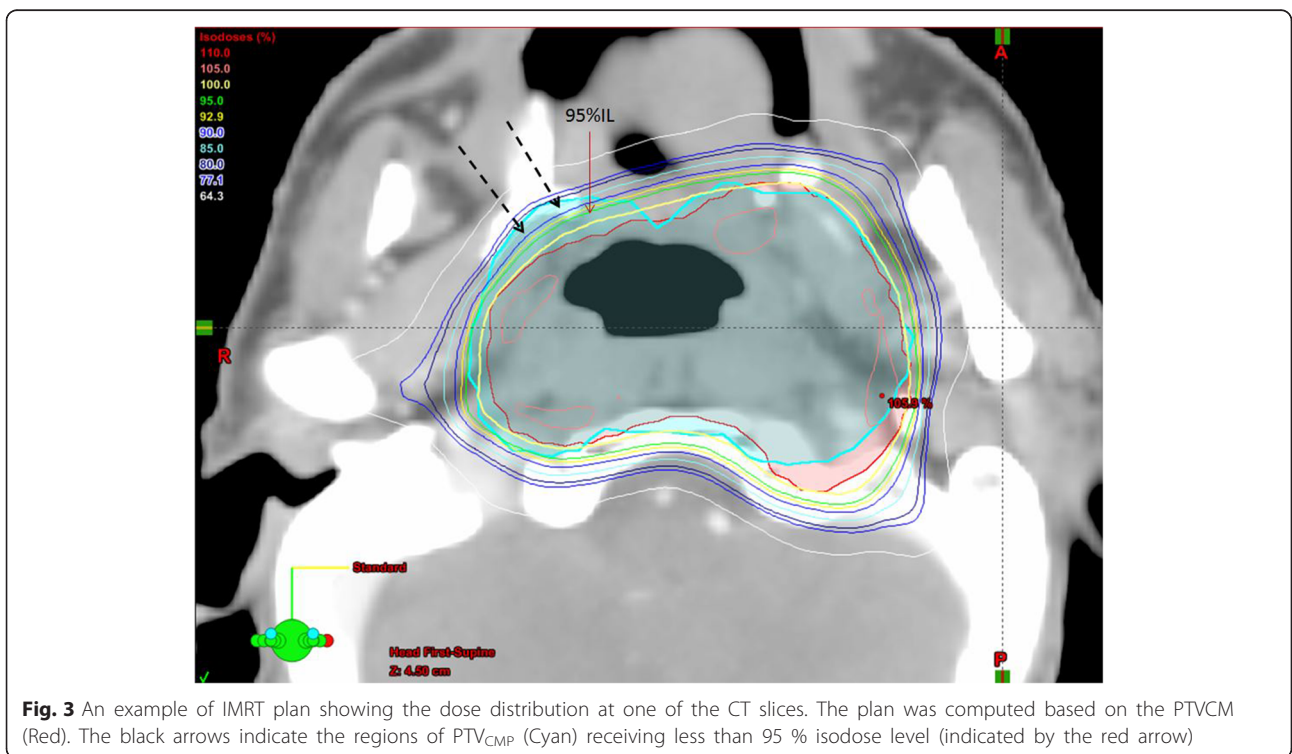 Isodoses (%)
110.0
105.0
100.0
95.0
92.9
90.0
85.0
80.0
77.1
64.3
A
95%IL
R
105.9 %
Standard
Head First-Supine
Z: 4.50 cm
P
Fig. 3 An example of IMRT plan showing the dose distribution at one of the CT slices. The plan was computed based on the PTVCM
(Red). The black arrows indicate the regions of PTVCMP (Cyan) receiving less than 95 % isodose level (indicated by the red arrow)